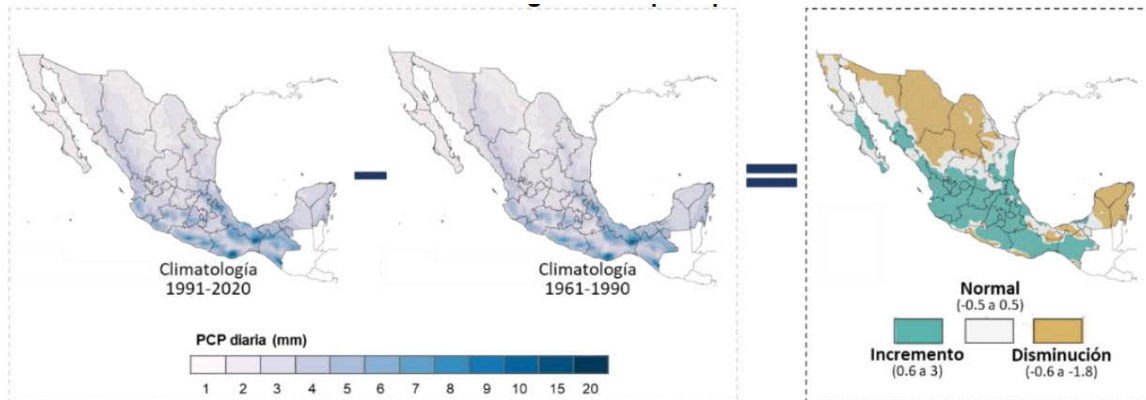 Climatología
1991-2020
Climatología
1961-1990
PCP diaria (mm)
1 2 3 4 5 6 7 8 9 10 15 20
Normal
(-0.5 a 0.5)
Incremento
(0.6 a 3)
Disminución
(-0.6 a -1.8)